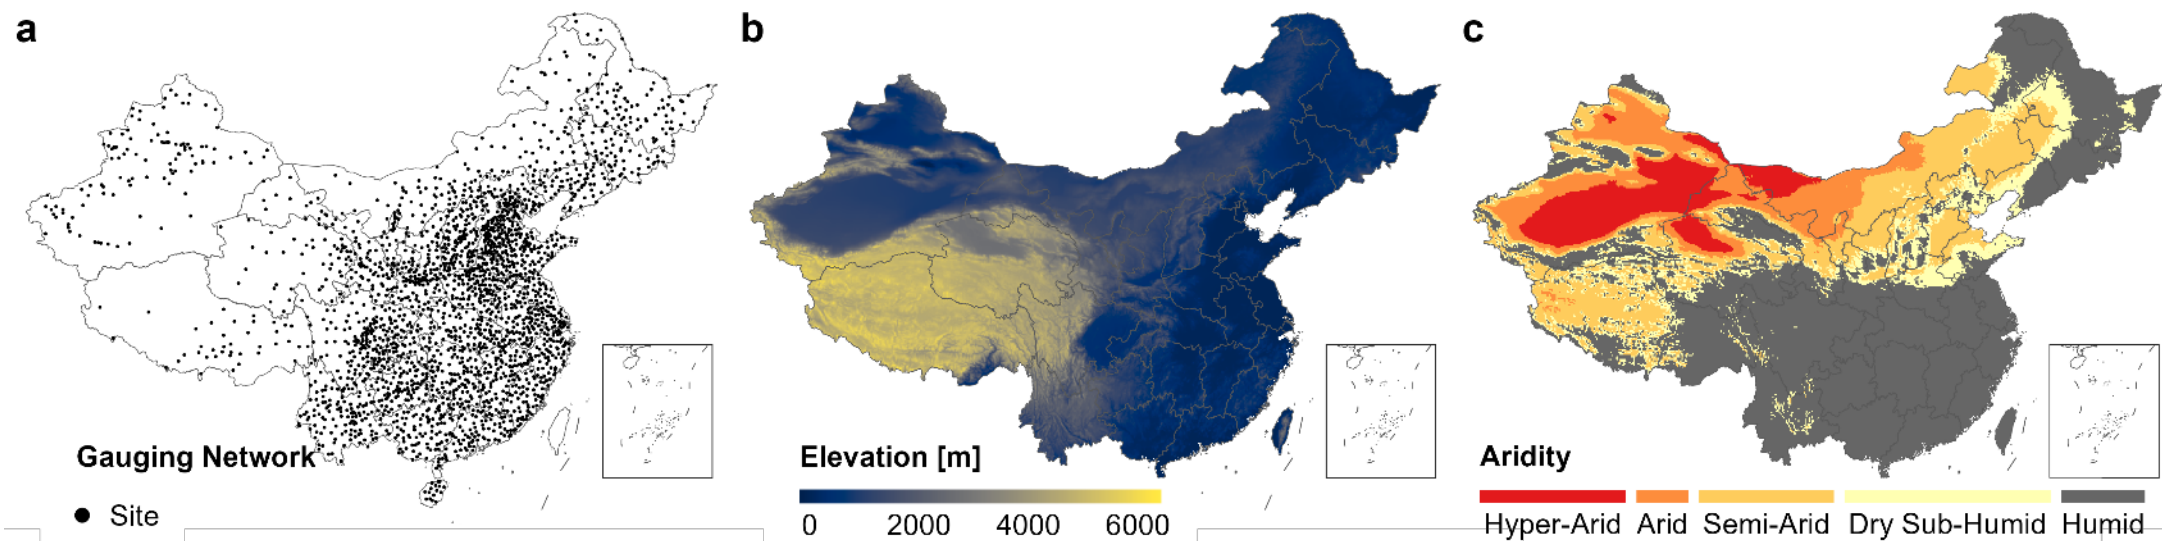 a
b
c
Gauging Network
Site
Elevation [m]
0 2000 4000 6000
Aridity
Hyper-Arid Arid Semi-Arid Dry Sub-Humid Humid